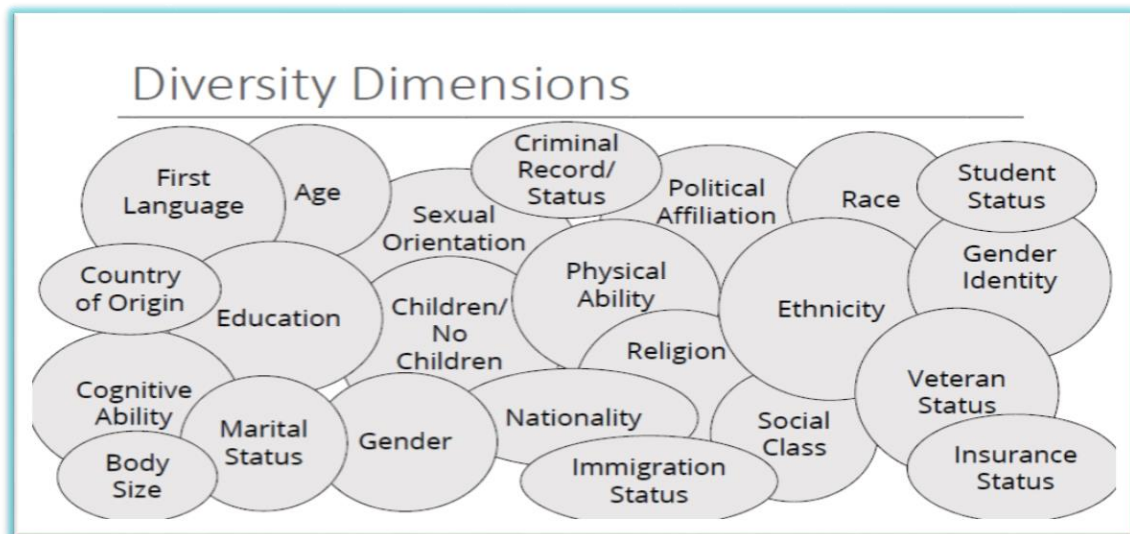 Diversity Dimensions
First
Language
Age
Sexual
Orientation
Criminal
Record/
Status
Political
Affiliation
Race
Student
Status
Country
of Origin
Education
Children/
No
Children
Physical
Ability
Ethnicity
Gender
Identity
Religion
Cognitive
Ability
Marital
Status
Gender
Nationality
Social
Class
Veteran
Status
Body
Size
Immigration
Status
Insurance
Status